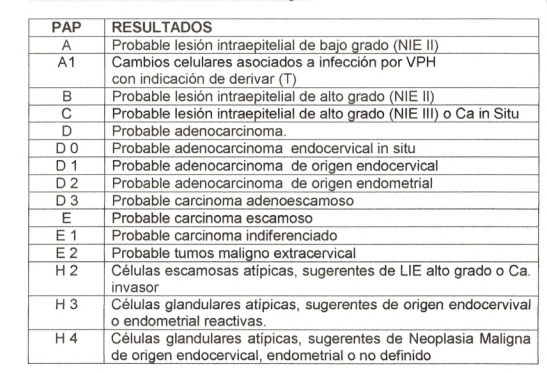 PAP RESULTADOS
A Probable lesión intraepitelial de bajo grado (NIE II)
A1 Cambios celulares asociados a infección por VPH
con indicación de derivar (T)
B Probable lesión intraepitelial de alto grado (NIE II)
C Probable lesión intraepitelial de alto grado (NIE III) o Ca in Situ
D Probable adenocarcinoma.
D 0 Probable adenocarcinoma endocervical in situ
D 1 Probable adenocarcinoma de origen endocervical
D 2 Probable adenocarcinoma de origen endometrial
D 3 Probable carcinoma adenoescamoso
E Probable carcinoma escamoso
E 1 Probable carcinoma indiferenciado
E 2 Probable tumos maligno extracervical
H 2 Células escamosas atípicas, sugerentes de LIE alto grado o Ca.
invasor
H 3 Células glandulares atípicas, sugerentes de origen endocervival
o endometrial reactivas.
H 4 Células glandulares atípicas, sugerentes de Neoplasia Maligna
de origen endocervical, endometrial o no definido